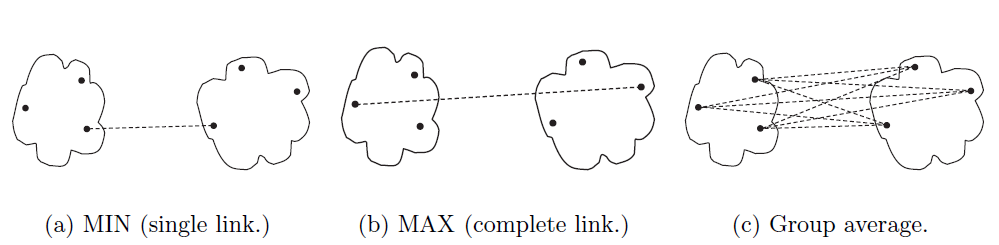 (a) MIN (single link.)
(b) MAX (complete link.)
(c) Group average.